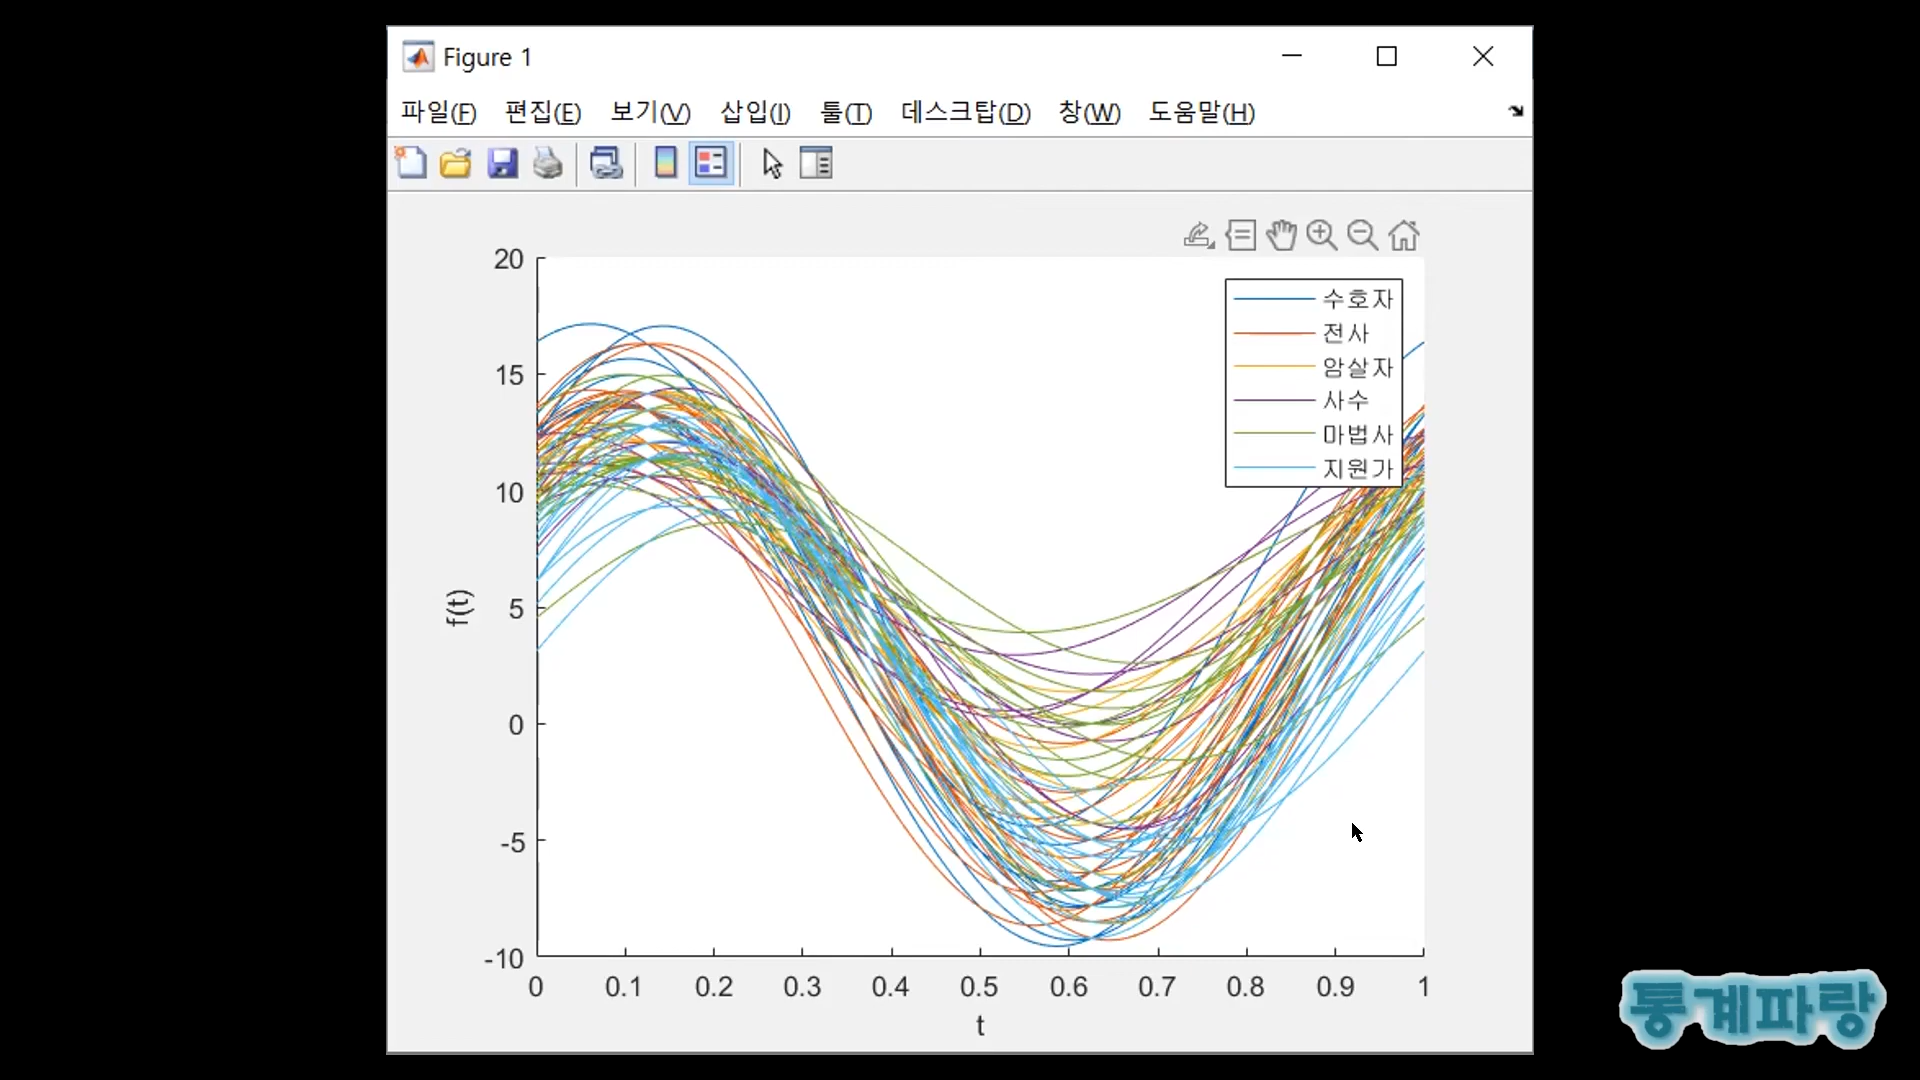 Figure 1
파일(F) 편집(E) 보기(V) 삽입(I) 툴(T) 데스크탑(D) 창(W) 도움말(H)
20
15
10
5
0
-5
-10
f(t)
수호자
전사
암살자
사수
마법사
지원가
0 0.1 0.2 0.3 0.4 0.5 0.6 0.7 0.8 0.9 1
t
통계파랑